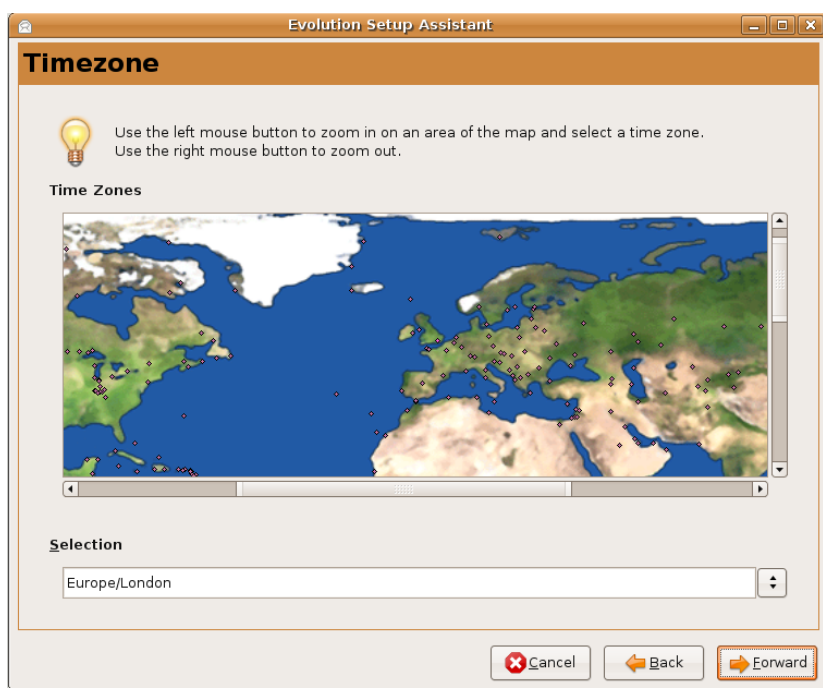 Evolution Setup Assistant
Timezone
Use the left mouse button to zoom in on an area of the map and select a time zone.
Use the right mouse button to zoom out.
Time Zones
Selection
Europe/London
Cancel
Back
Forward